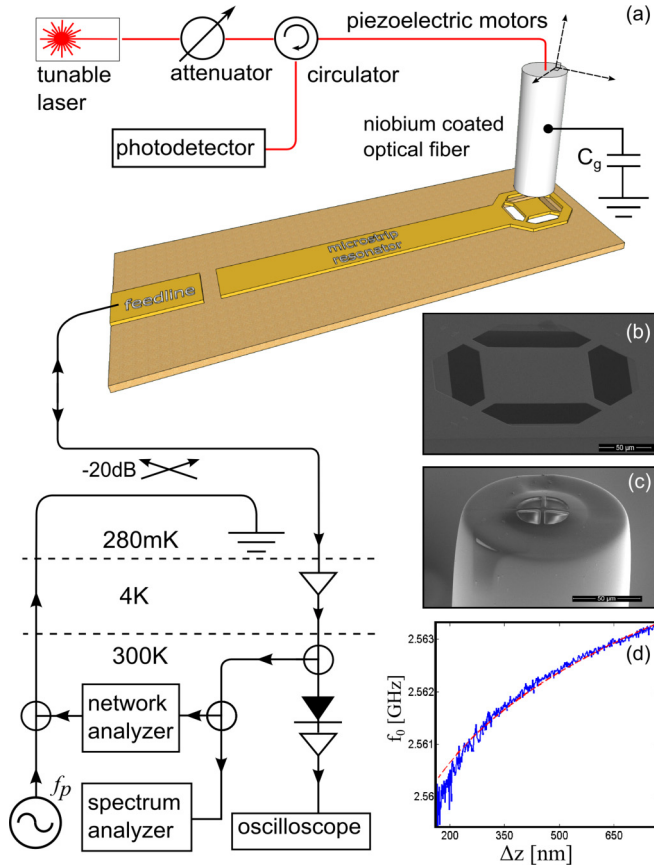 (a)
piezoelectric motors
tunable
laser
attenuator
circulator
niobium coated
optical fiber
photodetector
C_g
microstrip
resonator
feedline
(b)
50 µm
-20dB
(c)
50 µm
280mK
4K
300K
(d)
network
analyzer
f_p
spectrum
analyzer
oscilloscope
f_0 [GHz]
2.563
2.562
2.561
2.56
200
350
500
650
Δz [nm]